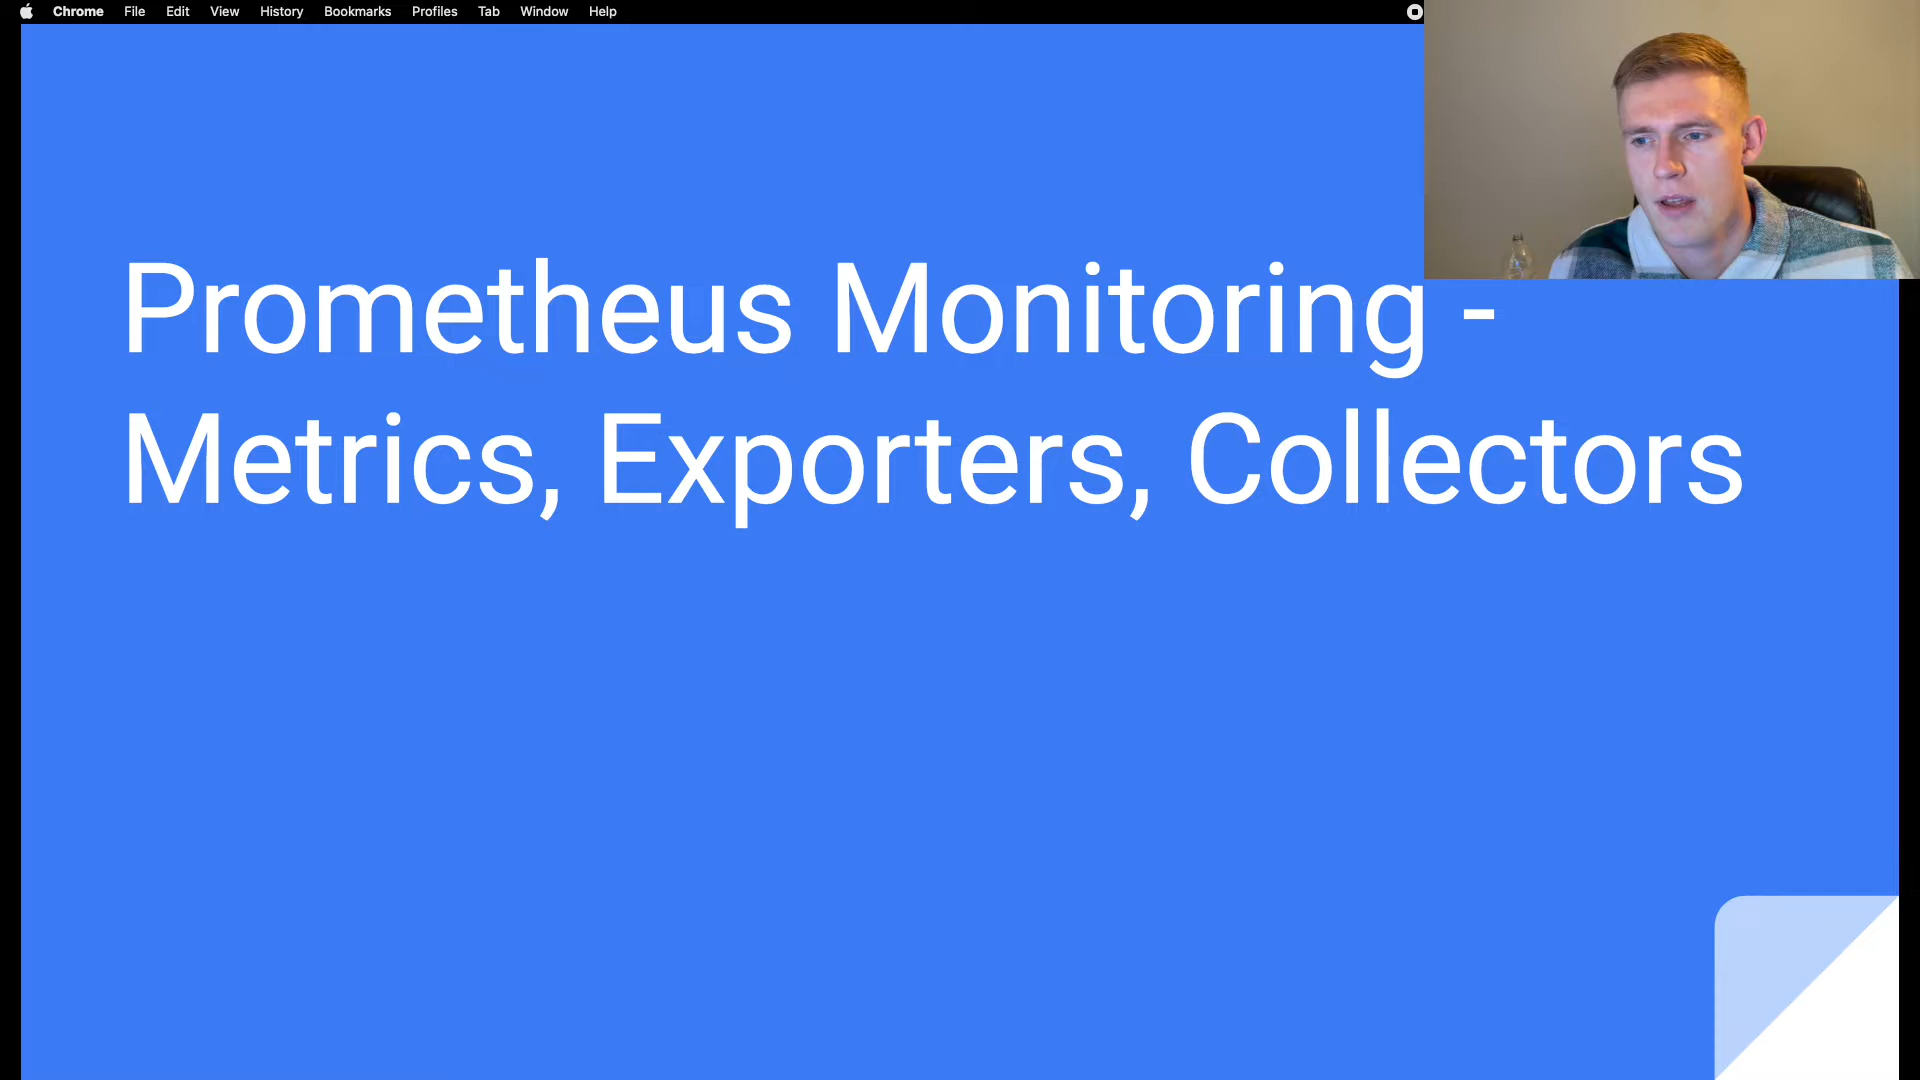 Chrome File Edit View History Bookmarks Profiles Tab Window Help
Prometheus Monitoring -
Metrics, Exporters, Collectors